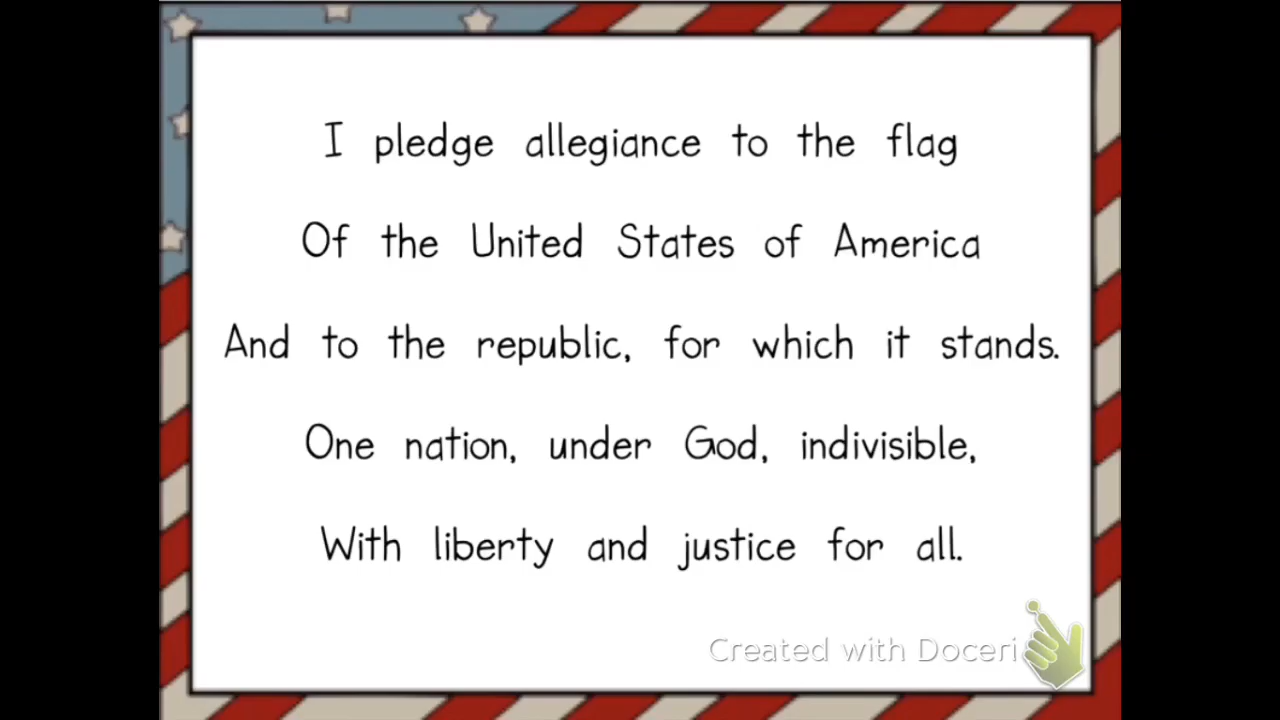 I pledge allegiance to the flag
Of the United States of America
And to the republic, for which it stands.
One nation, under God, indivisible,
With liberty and justice for all.
Created with Doceri